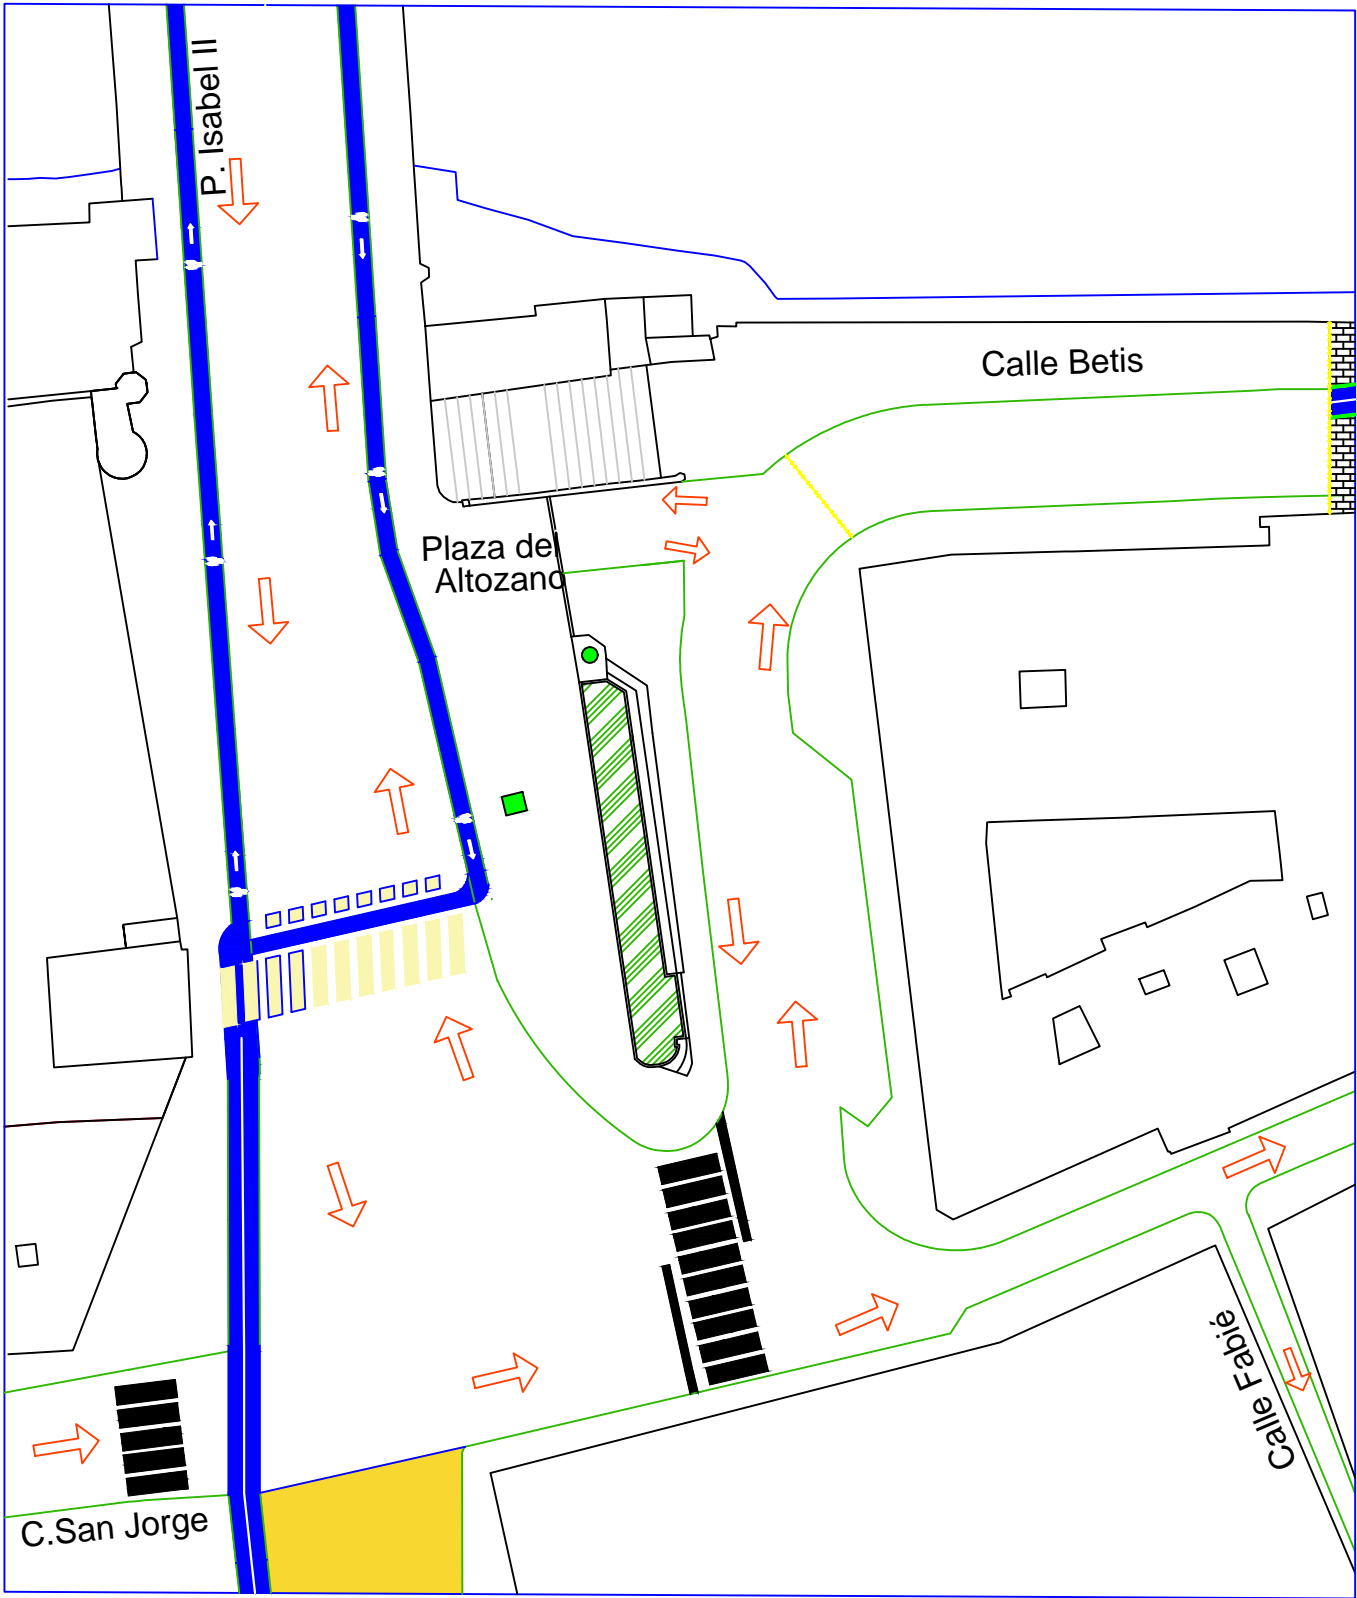 P. Isabel II
Calle Betis
Plaza del
Altozano
Calle Fabié
C.San Jorge